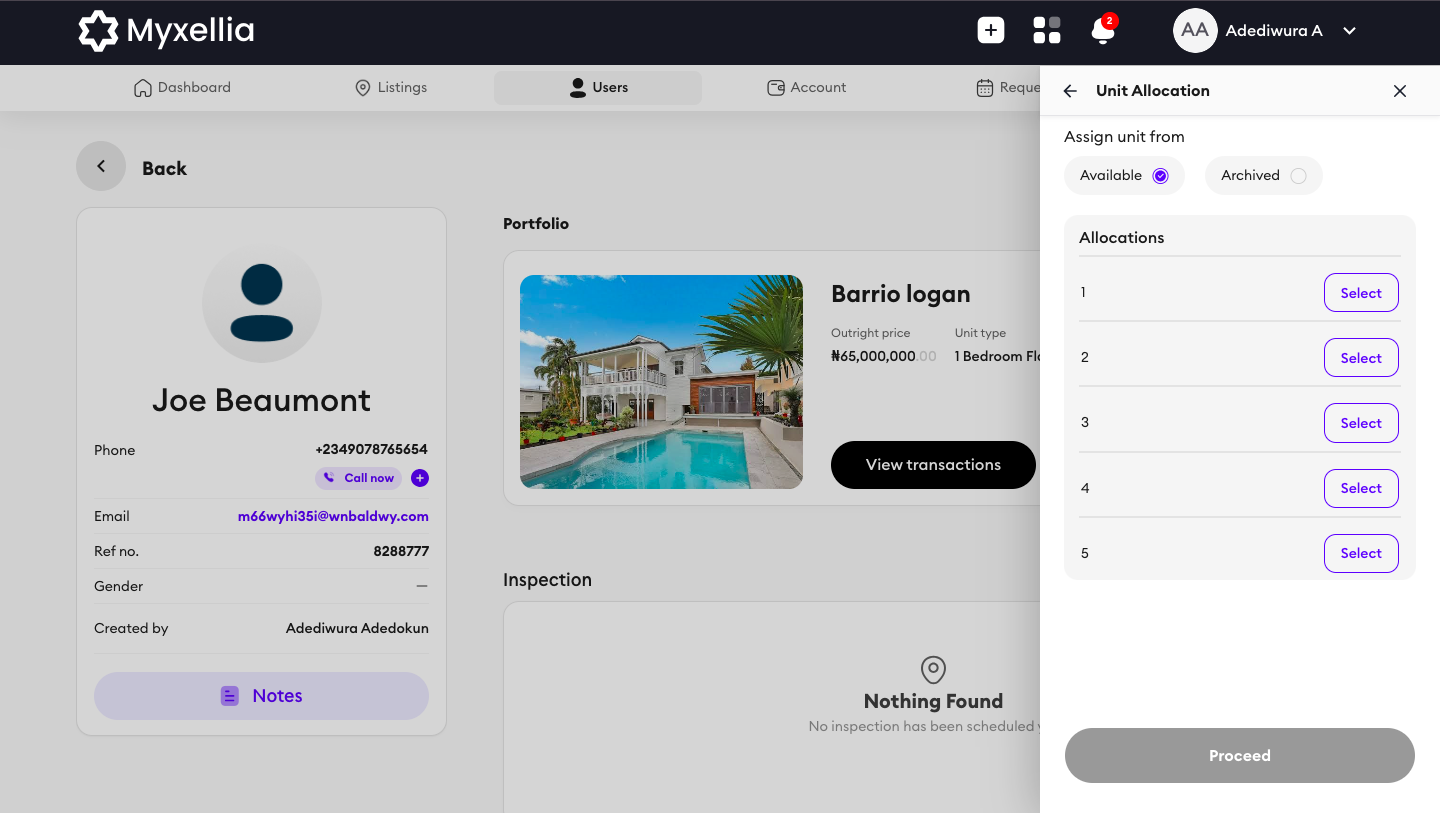 Myxellia
2
AA
Adediwura A
Dashboard
Listings
Users
Account
Reque
Unit Allocation
Assign unit from
Available
Archived
Back
Allocations
1
Select
2
Select
3
Select
4
Select
5
Select
Proceed
Joe Beaumont
Phone
+2349078765654
Call now
Email
m66wyhi35i@wnbaldwy.com
Ref no.
8288777
Gender
—
Created by
Adediwura Adedokun
Notes
Portfolio
Barrio logan
Outright price
Unit type
₦65,000,000.00
1 Bedroom Fla
View transactions
Inspection
Nothing Found
No inspection has been scheduled y